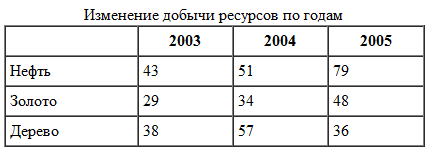 Изменение добычи ресурсов по годам
2003 2004 2005
Нефть 43 51 79
Золото 29 34 48
Дерево 38 57 36